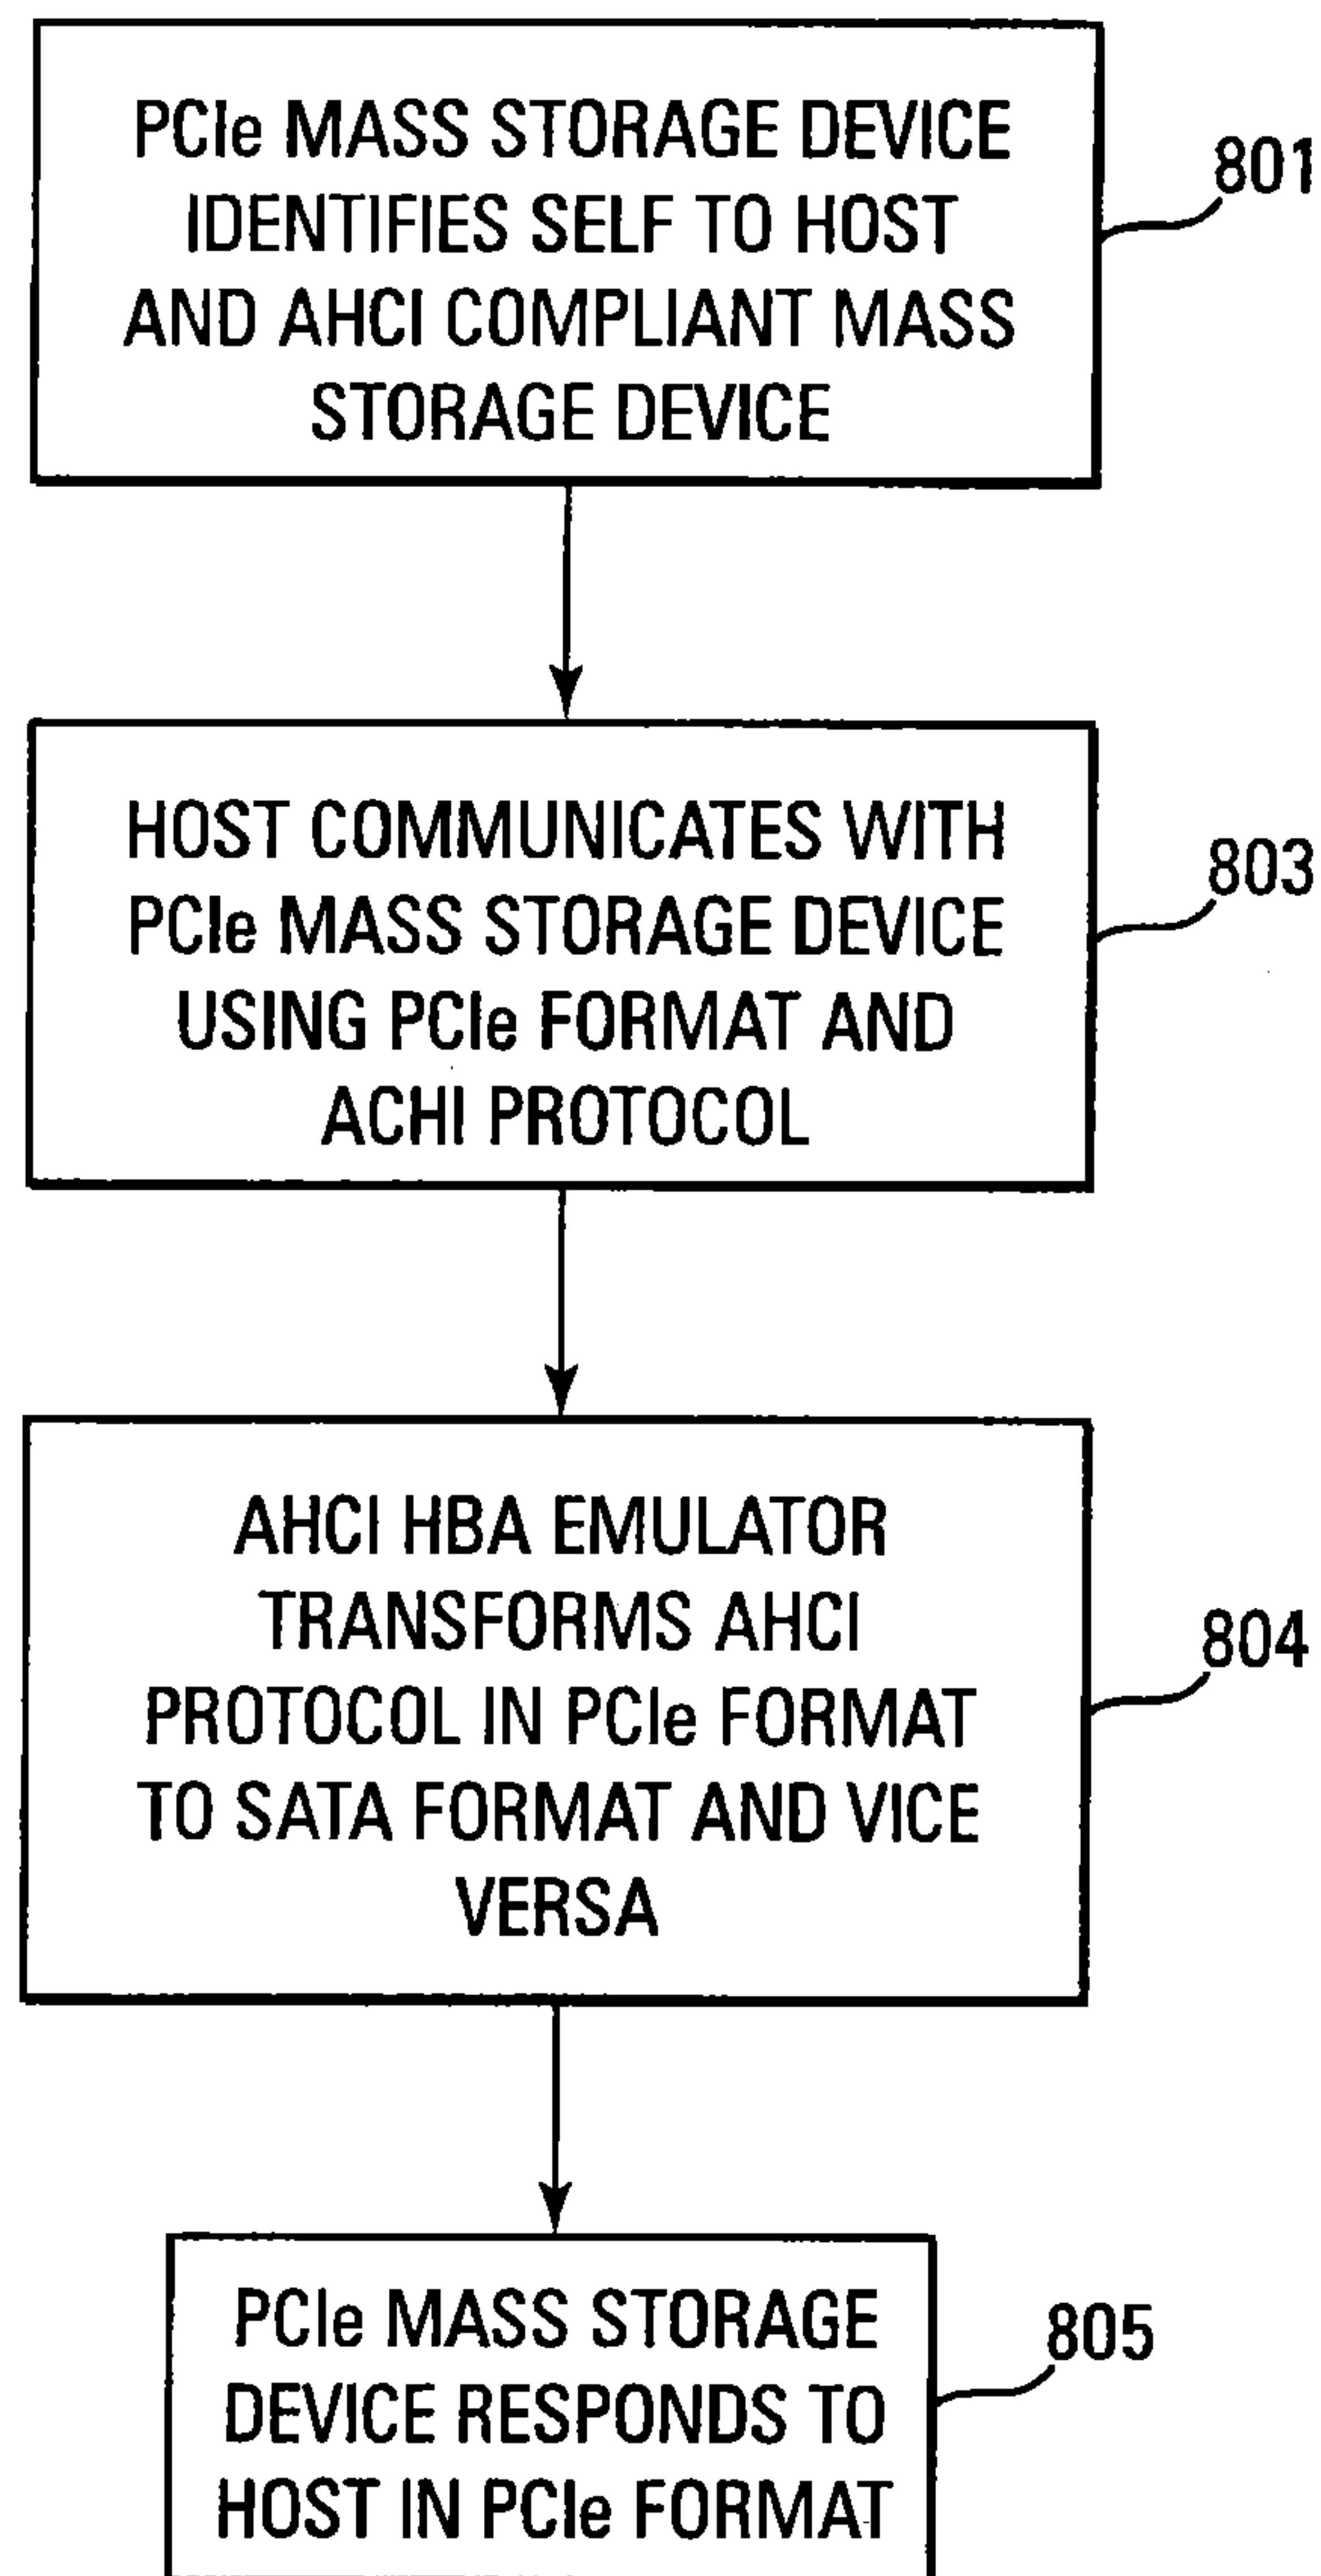 PCIe MASS STORAGE DEVICE
IDENTIFIES SELF TO HOST
AND AHCI COMPLIANT MASS
STORAGE DEVICE
801
HOST COMMUNICATES WITH
PCIe MASS STORAGE DEVICE
USING PCIe FORMAT AND
ACHI PROTOCOL
803
AHCI HBA EMULATOR
TRANSFORMS AHCI
PROTOCOL IN PCIe FORMAT
TO SATA FORMAT AND VICE
VERSA
804
PCIe MASS STORAGE
DEVICE RESPONDS TO
HOST IN PCIe FORMAT
805